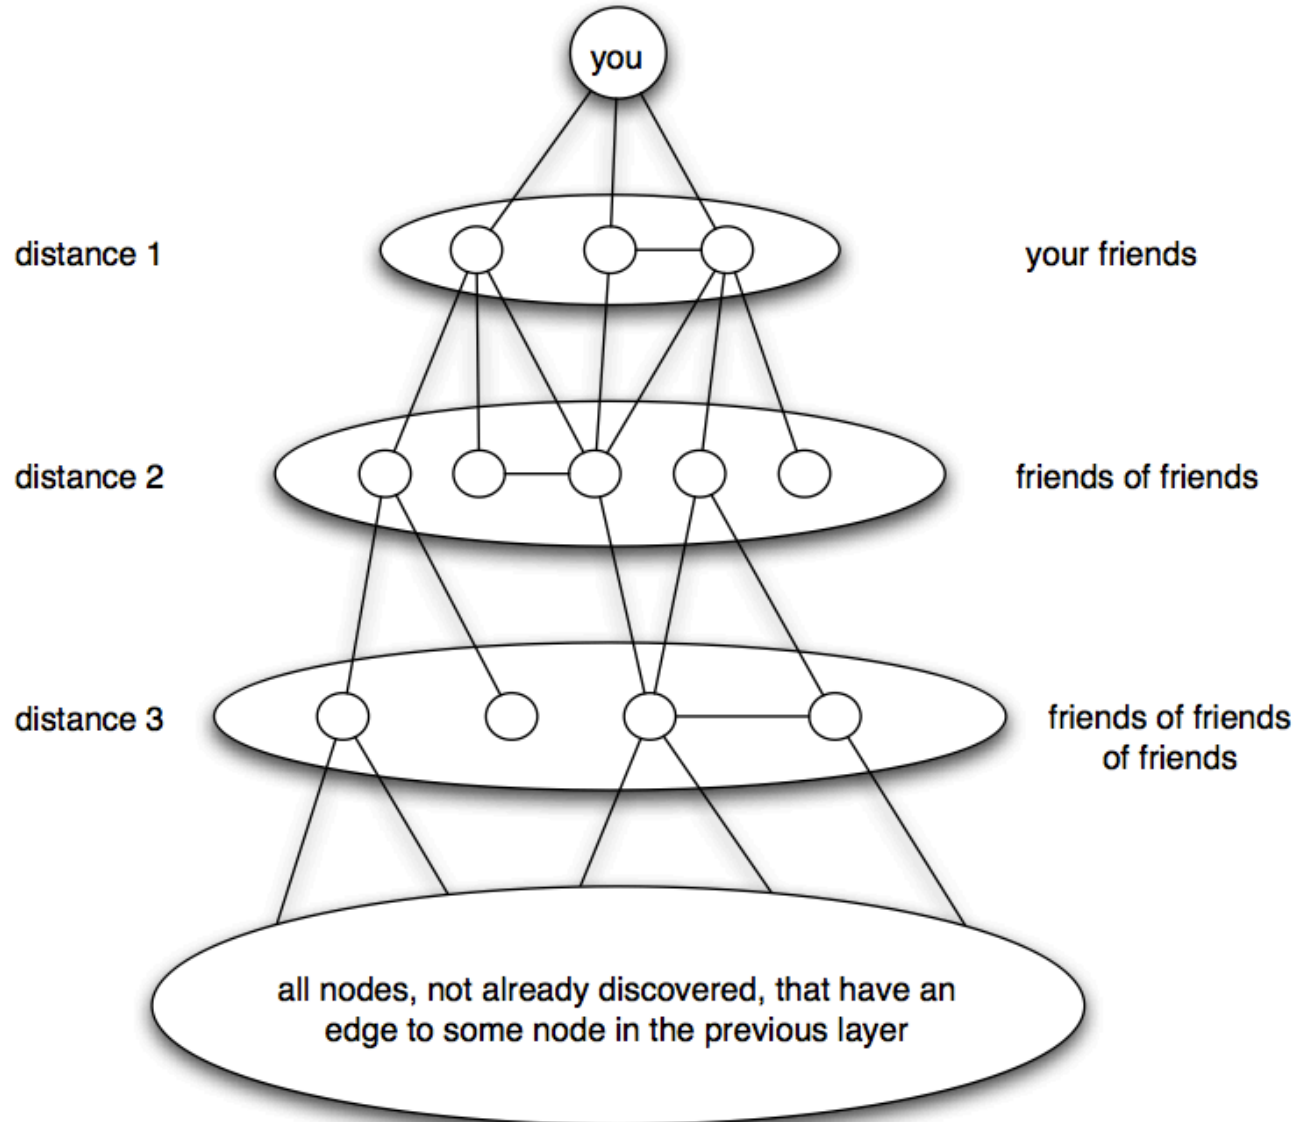 you
distance 1
your friends
distance 2
friends of friends
distance 3
friends of friends
of friends
all nodes, not already discovered, that have an
edge to some node in the previous layer